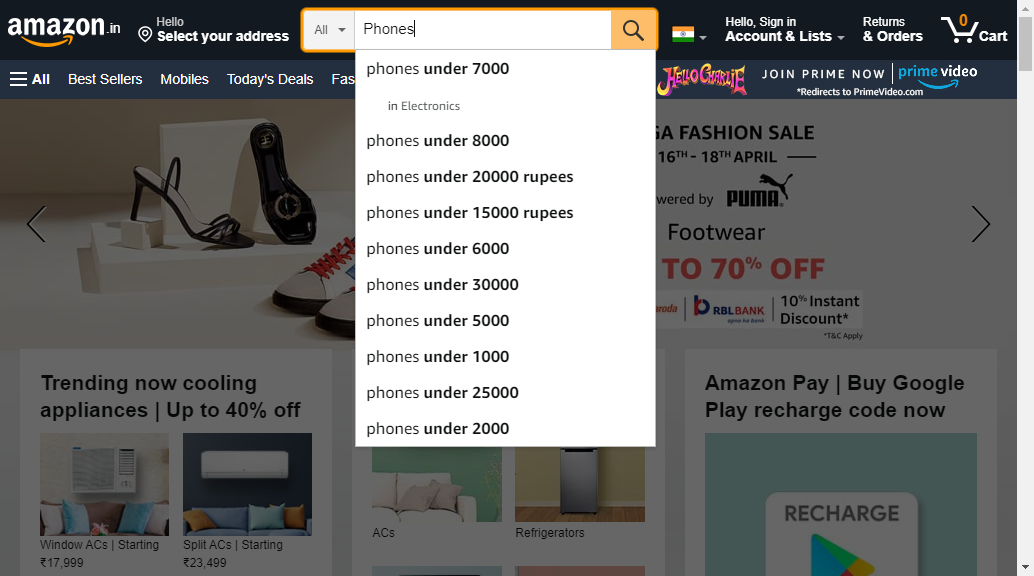 amazon.in
Hello
Select your address
All
Phones
Hello, Sign in
Account & Lists
Returns
& Orders
0
Cart
All
Best Sellers
Mobiles
Today's Deals
Fas
HELLO CHARLIE
JOIN PRIME NOW
prime video
*Redirects to PrimeVideo.com
phones under 7000
in Electronics
phones under 8000
phones under 20000 rupees
phones under 15000 rupees
phones under 6000
phones under 30000
phones under 5000
phones under 1000
phones under 25000
phones under 2000
GA FASHION SALE
16TH - 18TH APRIL
wered by PUMA
Footwear
TO 70% OFF
roda
RBLBANK
apno ka bank
10% Instant
Discount*
*T&C Apply
Trending now cooling
appliances | Up to 40% off
Window ACs | Starting
₹17,999
Split ACs | Starting
₹23,499
ACs
Refrigerators
Amazon Pay | Buy Google
Play recharge code now
RECHARGE